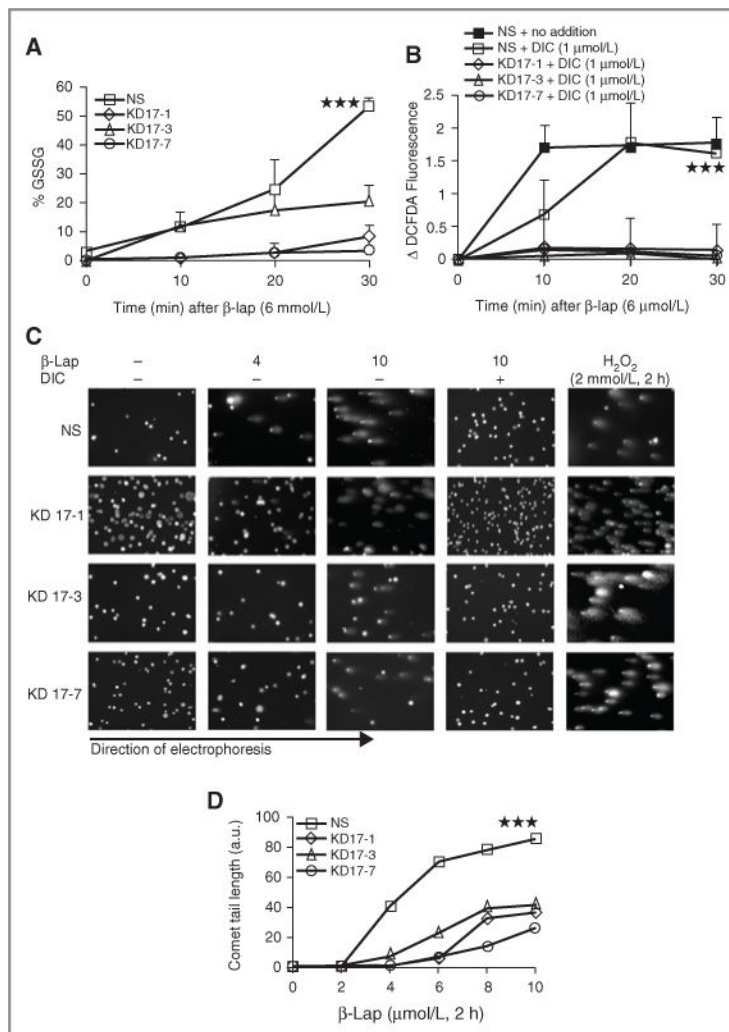 A
NS
KD17-1
KD17-3
KD17-7
★★★
% GSSG
60
50
40
30
20
10
0
0 10 20 30
Time (min) after β-lap (6 mmol/L)
B
NS + no addition
NS + DIC (1 μmol/L)
KD17-1 + DIC (1 μmol/L)
KD17-3 + DIC (1 μmol/L)
KD17-7 + DIC (1 μmol/L)
★★★
Δ DCFDA Fluorescence
2.5
2
1.5
1
0.5
0
0 10 20 30
Time (min) after β-lap (6 μmol/L)
C
β-Lap – 4 10 10 H₂O₂
DIC – – – + (2 mmol/L, 2 h)
NS
KD 17-1
KD 17-3
KD 17-7
Direction of electrophoresis
D
NS
KD17-1
KD17-3
KD17-7
★★★
Comet tail length (a.u.)
100
80
60
40
20
0
0 2 4 6 8 10
β-Lap (μmol/L, 2 h)